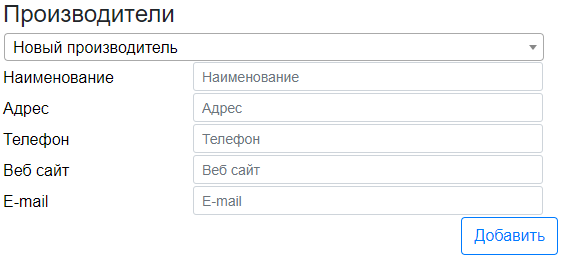 Производители
Новый производитель
Наименование Наименование
Адрес Адрес
Телефон Телефон
Веб сайт Веб сайт
E-mail E-mail
Добавить